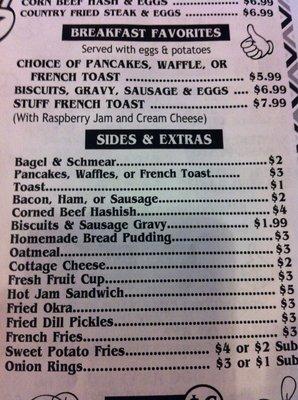 CORN BEEF HASH & EGGS $6.99
COUNTRY FRIED STEAK & EGGS $6.99
BREAKFAST FAVORITES
Served with eggs & potatoes
CHOICE OF PANCAKES, WAFFLE, OR
FRENCH TOAST ..................... $5.99
BISCUITS, GRAVY, SAUSAGE & EGGS .... $6.99
STUFF FRENCH TOAST ............... $7.99
(With Raspberry Jam and Cream Cheese)
SIDES & EXTRAS
Bagel & Schmear................................ $2
Pancakes, Waffles, or French Toast....... $3
Toast................................................ $1
Bacon, Ham, or Sausage..................... $2
Corned Beef Hashish.......................... $4
Biscuits & Sausage Gravy................ $1.99
Homemade Bread Pudding................. $3
Oatmeal............................................ $3
Cottage Cheese................................. $2
Fresh Fruit Cup................................. $3
Hot Jam Sandwich............................. $5
Fried Okra........................................ $3
Fried Dill Pickles................................ $3
French Fries...................................... $3
Sweet Potato Fries................ $4 or $2 Sub
Onion Rings........................ $3 or $1 Sub